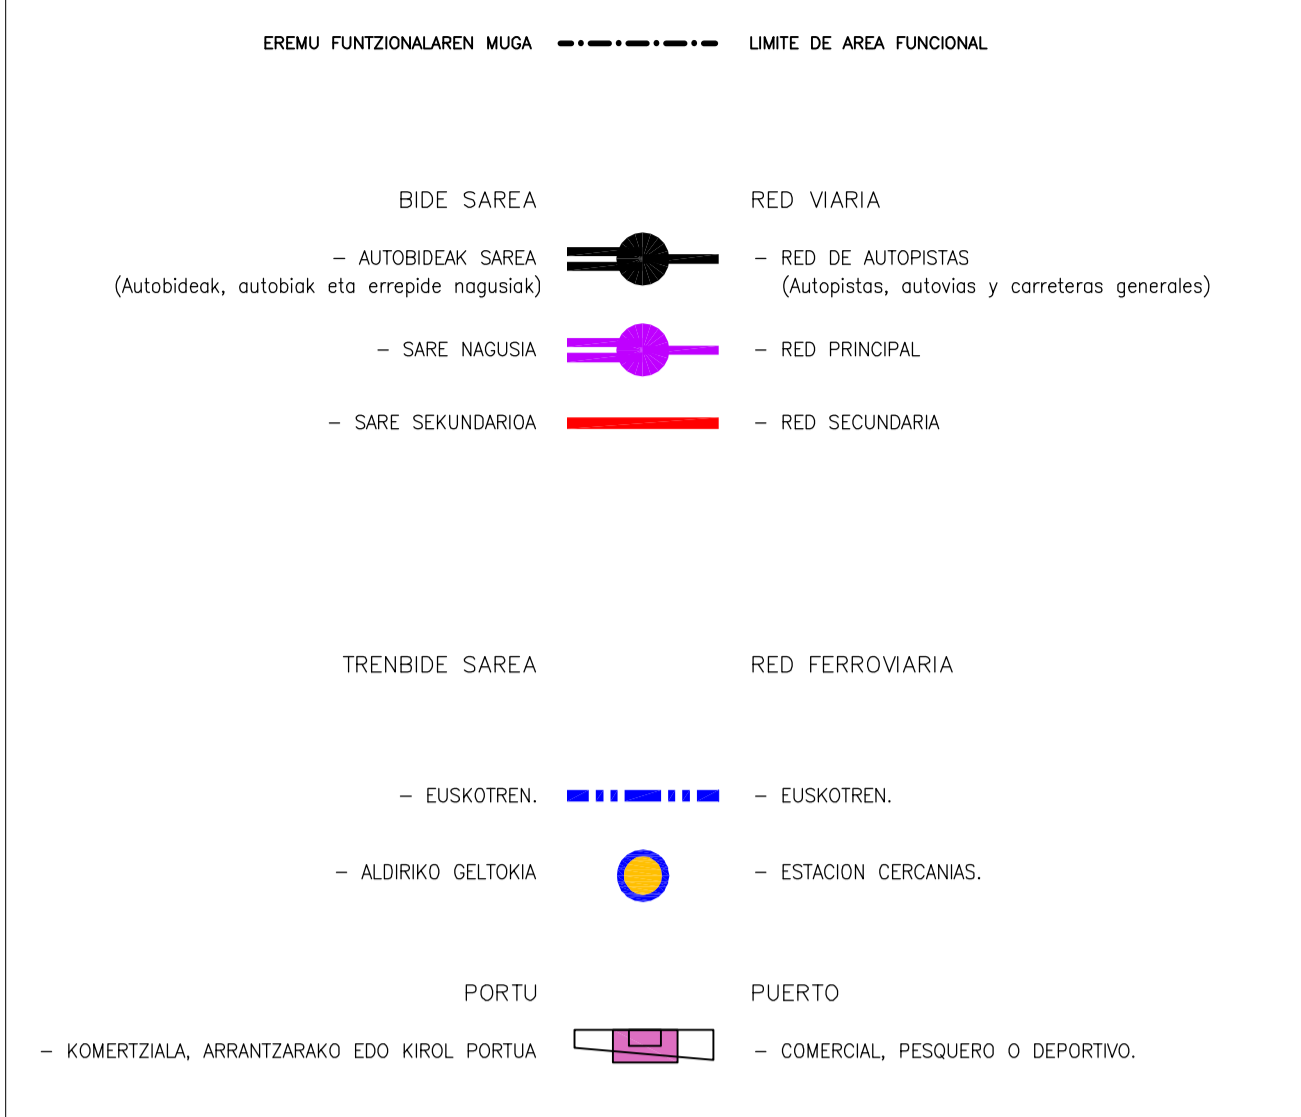 EREMU FUNTZIONALAREN MUGA LIMITE DE AREA FUNCIONAL
BIDE SAREA RED VIARIA
– AUTOBIDEAK SAREA – RED DE AUTOPISTAS
(Autobideak, autobiak eta errepide nagusiak) (Autopistas, autovias y carreteras generales)
– SARE NAGUSIA – RED PRINCIPAL
– SARE SEKUNDARIOA – RED SECUNDARIA
TRENBIDE SAREA RED FERROVIARIA
– EUSKOTREN. – EUSKOTREN.
– ALDIRIKO GELTOKIA – ESTACION CERCANIAS.
PORTU PUERTO
– KOMERTZIALA, ARRANTZARAKO EDO KIROL PORTUA – COMERCIAL, PESQUERO O DEPORTIVO.